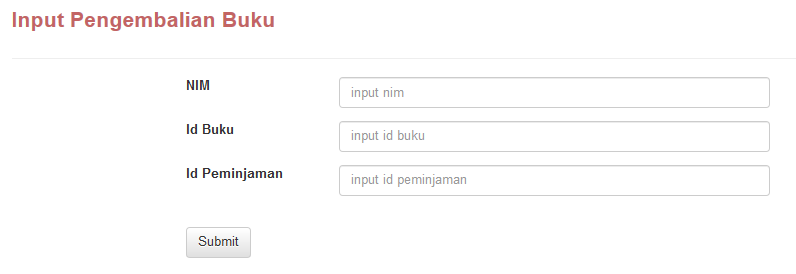 Input Pengembalian Buku
NIM
input nim
Id Buku
input id buku
Id Peminjaman
input id peminjaman
Submit